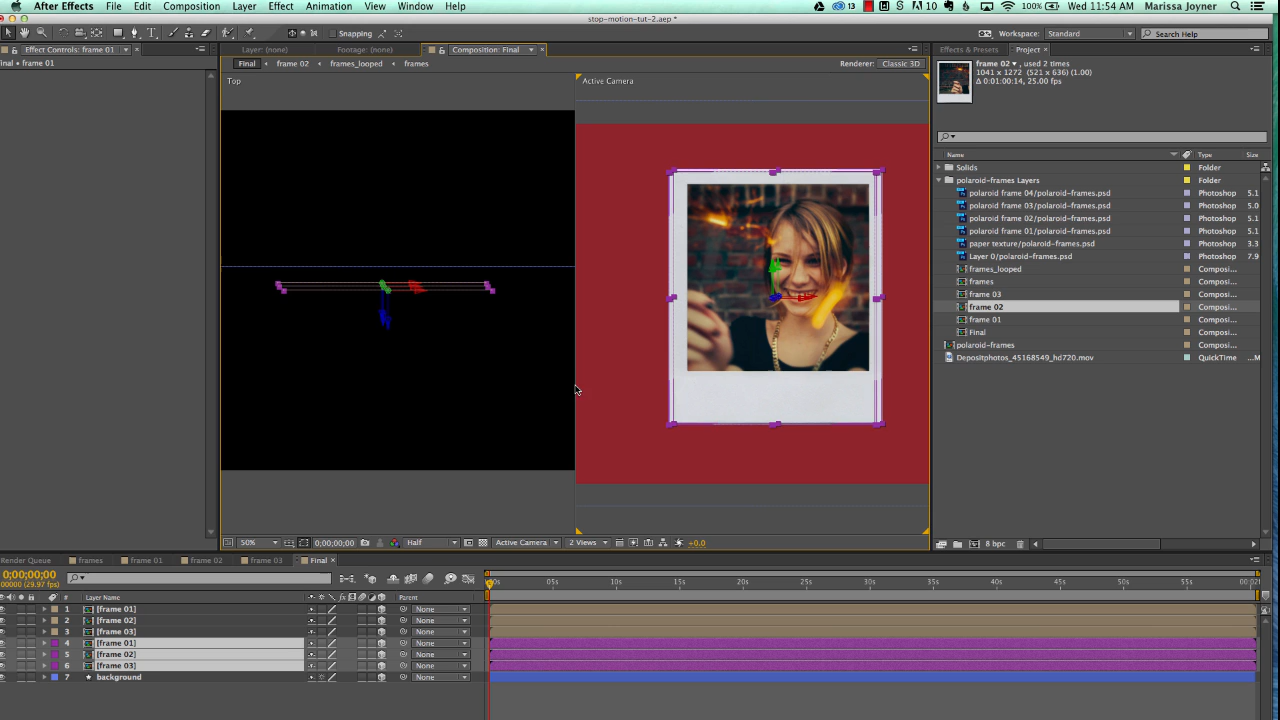 After Effects File Edit Composition Layer Effect Animation View Window Help 13 10 100% Wed 11:54 AM Marissa Joyner
stop-motion-tut-2.aep *
Snapping Workspace: Standard Search Help
Effect Controls: frame 01 Layer: (none) Footage: (none) Composition: Final Effects & Presets Project
Final • frame 01
Final frame 02 frames_looped frames Renderer: Classic 3D
frame 02 , used 2 times
1041 x 1272 (521 x 636) (1.00)
Δ 0:01:00:14, 25.00 fps
Top
Active Camera
Name Type Size
Solids Folder
polaroid-frames Layers Folder
polaroid frame 04/polaroid-frames.psd Photoshop 5.1
polaroid frame 03/polaroid-frames.psd Photoshop 5.0
polaroid frame 02/polaroid-frames.psd Photoshop 5.1
polaroid frame 01/polaroid-frames.psd Photoshop 5.1
paper texture/polaroid-frames.psd Photoshop 3.3
Layer 0/polaroid-frames.psd Photoshop 7.9
frames_looped Composi...
frames Composi...
frame 03 Composi...
frame 02 Composi...
frame 01 Composi...
Final Composi...
polaroid-frames Composi...
Depositphotos_45168549_hd720.mov QuickTime ...M
50% 0;00;00;00 Half Active Camera 2 Views +0.0 8 bpc
Render Queue frames frame 01 frame 02 frame 03 Final
0;00;00;00
00000 (29.97 fps)
05s 10s 15s 20s 25s 30s 35s 40s 45s 50s 55s
# Layer Name fx Parent
1 [frame 01] None
2 [frame 02] None
3 [frame 03] None
4 [frame 01] None
5 [frame 02] None
6 [frame 03] None
7 background None